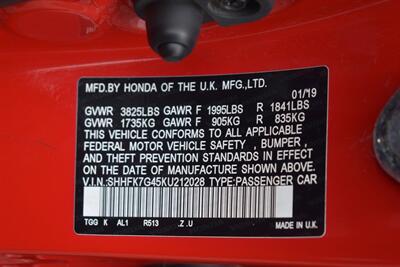 MFD.BY HONDA OF THE U.K. MFG.,LTD.
01/'19
GVWR 3825LBS GAWR F 1995LBS R 1841LBS
GVWR 1735KG GAWR F 905KG R 835KG
THIS VEHICLE CONFORMS TO ALL APPLICABLE
FEDERAL MOTOR VEHICLE SAFETY , BUMPER ,
AND THEFT PREVENTION STANDARDS IN EFFECT
ON THE DATE OF MANUFACTURE SHOWN ABOVE.
V.I.N.:SHHFK7G45KU212028 TYPE:PASSENGER CAR
TGG K AL1 R513 .Z.U MADE IN U.K.